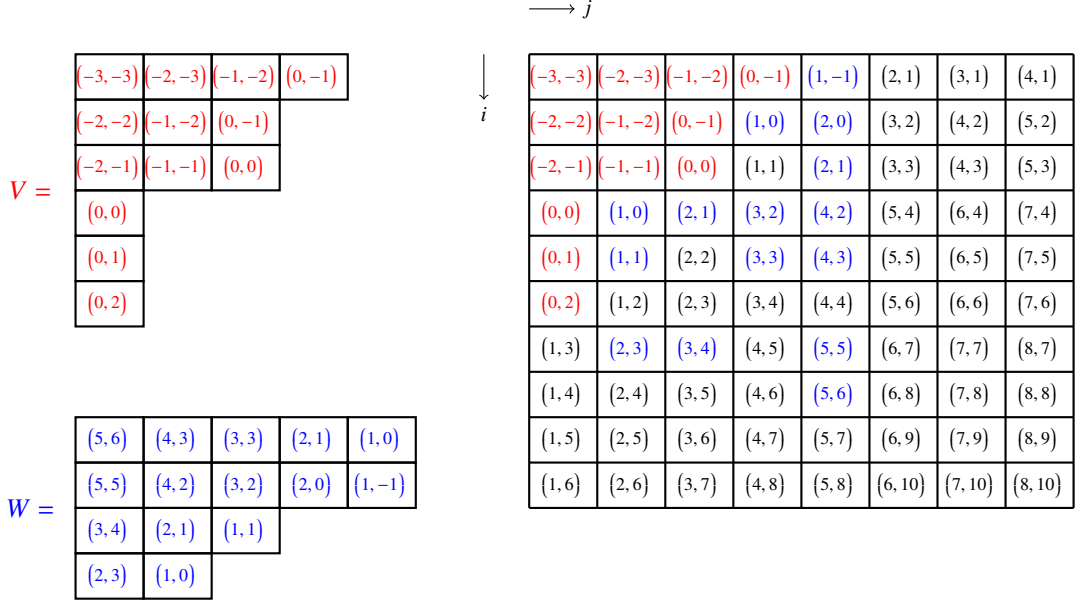 j
i
V =
(−3,−3) (−2,−3) (−1,−2) (0,−1)
(−2,−2) (−1,−2) (0,−1)
(−2,−1) (−1,−1) (0,0)
(0,0)
(0,1)
(0,2)
W =
(5,6) (4,3) (3,3) (2,1) (1,0)
(5,5) (4,2) (3,2) (2,0) (1,−1)
(3,4) (2,1) (1,1)
(2,3) (1,0)
(−3,−3) (−2,−3) (−1,−2) (0,−1) (1,−1) (2,1) (3,1) (4,1)
(−2,−2) (−1,−2) (0,−1) (1,0) (2,0) (3,2) (4,2) (5,2)
(−2,−1) (−1,−1) (0,0) (1,1) (2,1) (3,3) (4,3) (5,3)
(0,0) (1,0) (2,1) (3,2) (4,2) (5,4) (6,4) (7,4)
(0,1) (1,1) (2,2) (3,3) (4,3) (5,5) (6,5) (7,5)
(0,2) (1,2) (2,3) (3,4) (4,4) (5,6) (6,6) (7,6)
(1,3) (2,3) (3,4) (4,5) (5,5) (6,7) (7,7) (8,7)
(1,4) (2,4) (3,5) (4,6) (5,6) (6,8) (7,8) (8,8)
(1,5) (2,5) (3,6) (4,7) (5,7) (6,9) (7,9) (8,9)
(1,6) (2,6) (3,7) (4,8) (5,8) (6,10) (7,10) (8,10)